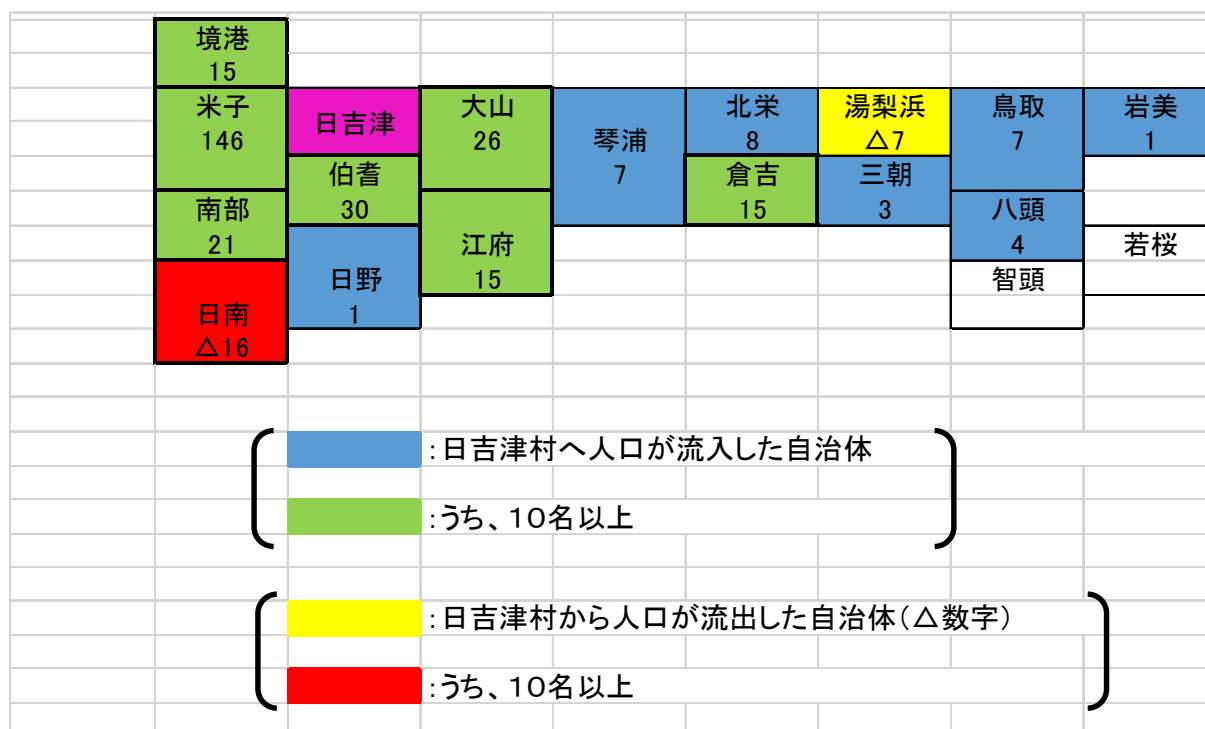 境港
15
米子
146
日吉津
大山
26
琴浦
7
北栄
8
湯梨浜
△7
鳥取
7
岩美
1
伯耆
30
倉吉
15
三朝
3
南部
21
江府
15
八頭
4
若桜
日南
△16
日野
1
智頭
:日吉津村へ人口が流入した自治体
:うち、10名以上
:日吉津村から人口が流出した自治体(△数字)
:うち、10名以上